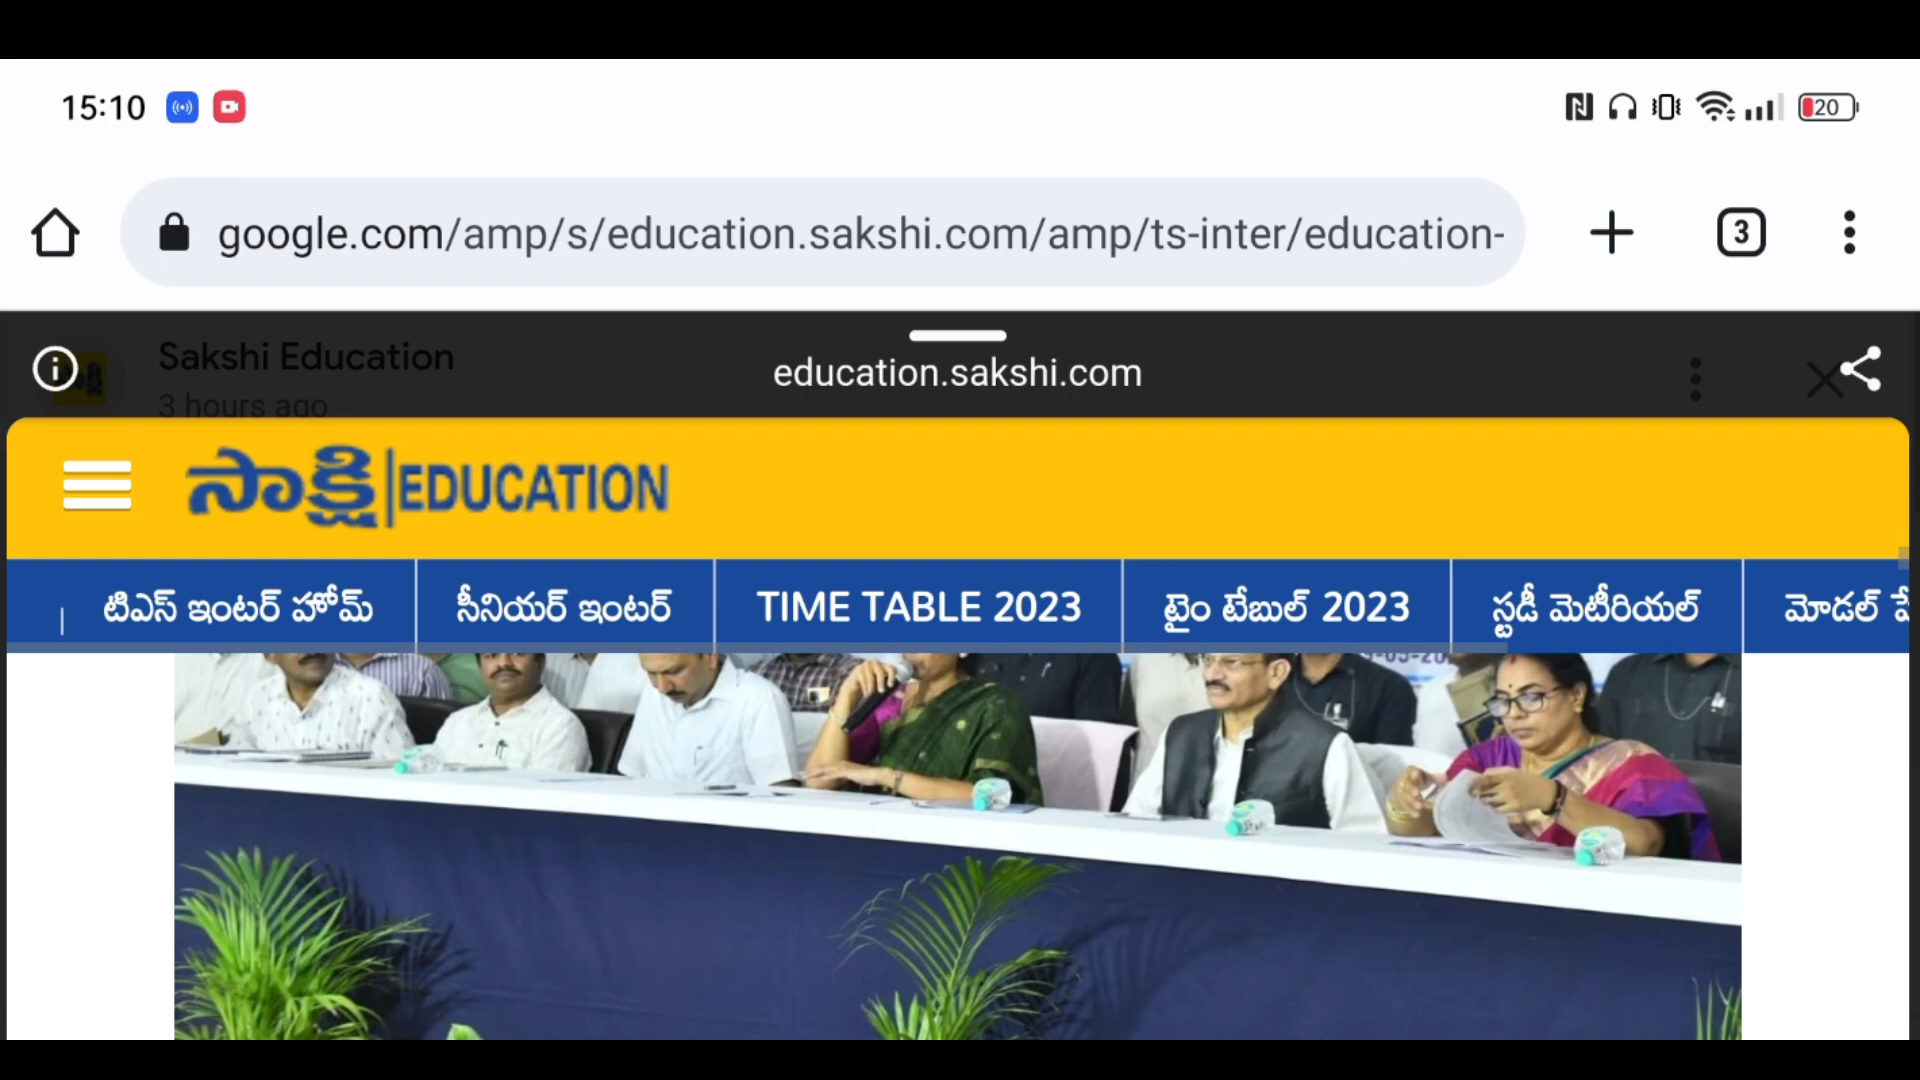 15:10
20
google.com/amp/s/education.sakshi.com/amp/ts-inter/education-
3
Sakshi Education
education.sakshi.com
3 hours ago
సాక్షి|EDUCATION
టిఎస్ ఇంటర్ హోమ్
సీనియర్ ఇంటర్
TIME TABLE 2023
టైం టేబుల్ 2023
స్టడీ మెటీరియల్
మోడల్